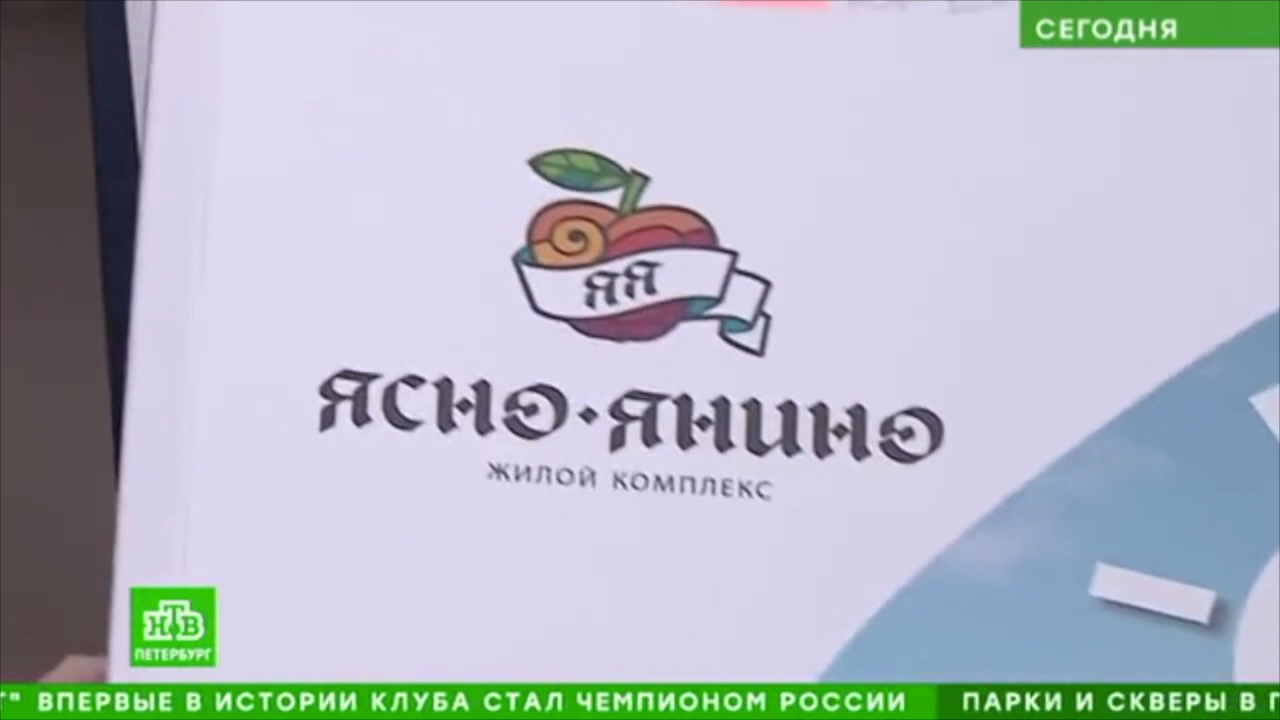 СЕГОДНЯ
ЯЯ
ЯСНО·ЯНИНО
ЖИЛОЙ КОМПЛЕКС
НТВ
ПЕТЕРБУРГ
" ВПЕРВЫЕ В ИСТОРИИ КЛУБА СТАЛ ЧЕМПИОНОМ РОССИИ
ПАРКИ И СКВЕРЫ В